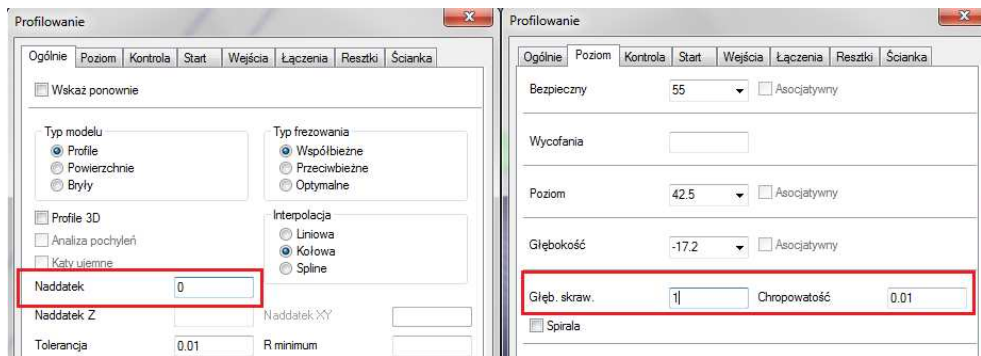 Profilowanie
x
Ogólnie Poziom Kontrola Start Wejścia Łączenia Resztki Ścianka
Wskaż ponownie
Typ modelu
Profile
Powierzchnie
Bryły
Typ frezowania
Współbieżne
Przeciwbieżne
Optymalne
Profile 3D
Analiza pochyleń
Kąty ujemne
Interpolacja
Liniowa
Kołowa
Spline
Naddatek 0
Naddatek Z Naddatek XY
Tolerancja 0.01 R minimum
Profilowanie
x
Ogólnie Poziom Kontrola Start Wejścia Łączenia Resztki Ścianka
Bezpieczny 55 Asocjatywny
Wycofania
Poziom 42.5 Asocjatywny
Głębokość -17.2 Asocjatywny
Głęb. skraw. 1 Chropowatość 0.01
Spirala